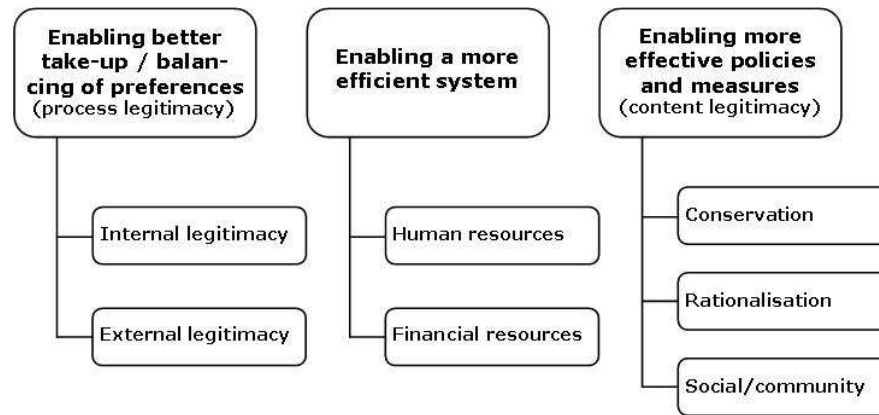 Enabling better
take-up / balan-
cing of preferences
(process legitimacy)
Internal legitimacy
External legitimacy
Enabling a more
efficient system
Human resources
Financial resources
Enabling more
effective policies
and measures
(content legitimacy)
Conservation
Rationalisation
Social/community